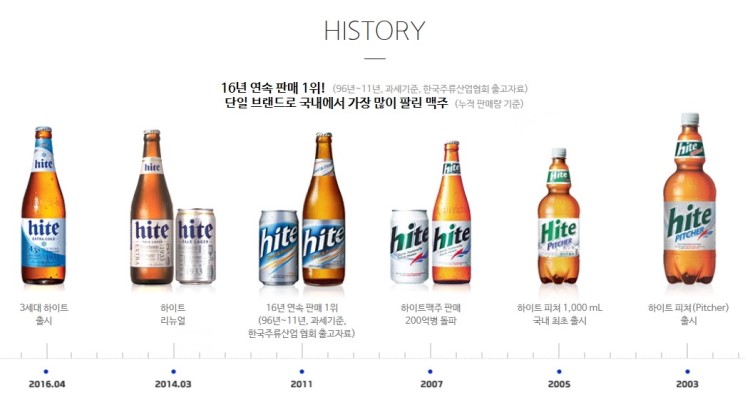 HISTORY
16년 연속 판매 1위! (96년~11년, 과세기준, 한국주류산업협회 출고자료)
단일 브랜드로 국내에서 가장 많이 팔린 맥주 (누적 판매량 기준)
hite
hite
EXTRA COLD
hite
hite
PALE LAGER
hite
PALE LAGER
1933
hite
hite
hite
hite
Hite
Hite
PITCHER
hite
hite
PITCHER
3세대 하이트
출시
하이트
리뉴얼
16년 연속 판매 1위
(96년~11년, 과세기준,
한국주류산업 협회 출고자료)
하이트맥주 판매
200억병 돌파
하이트 피쳐 1,000 mL
국내 최초 출시
하이트 피쳐(Pitcher)
출시
2016.04
2014.03
2011
2007
2005
2003